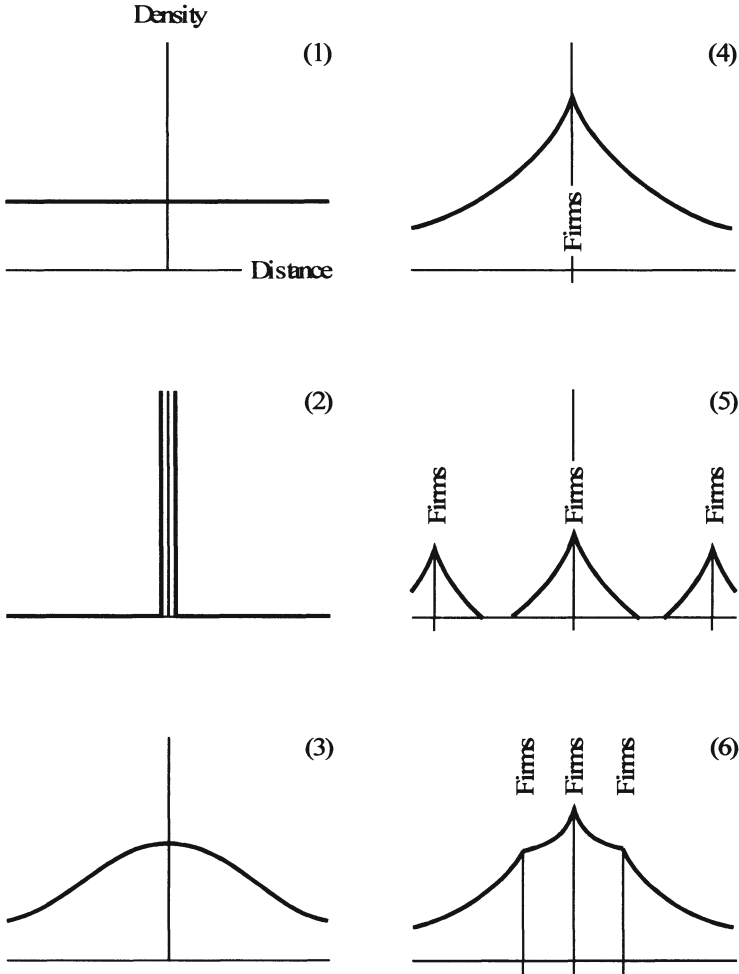 Density
(1)
Distance
(4)
Firms
(2)
(5)
Firms
Firms
Firms
(3)
(6)
Firms
Firms
Firms